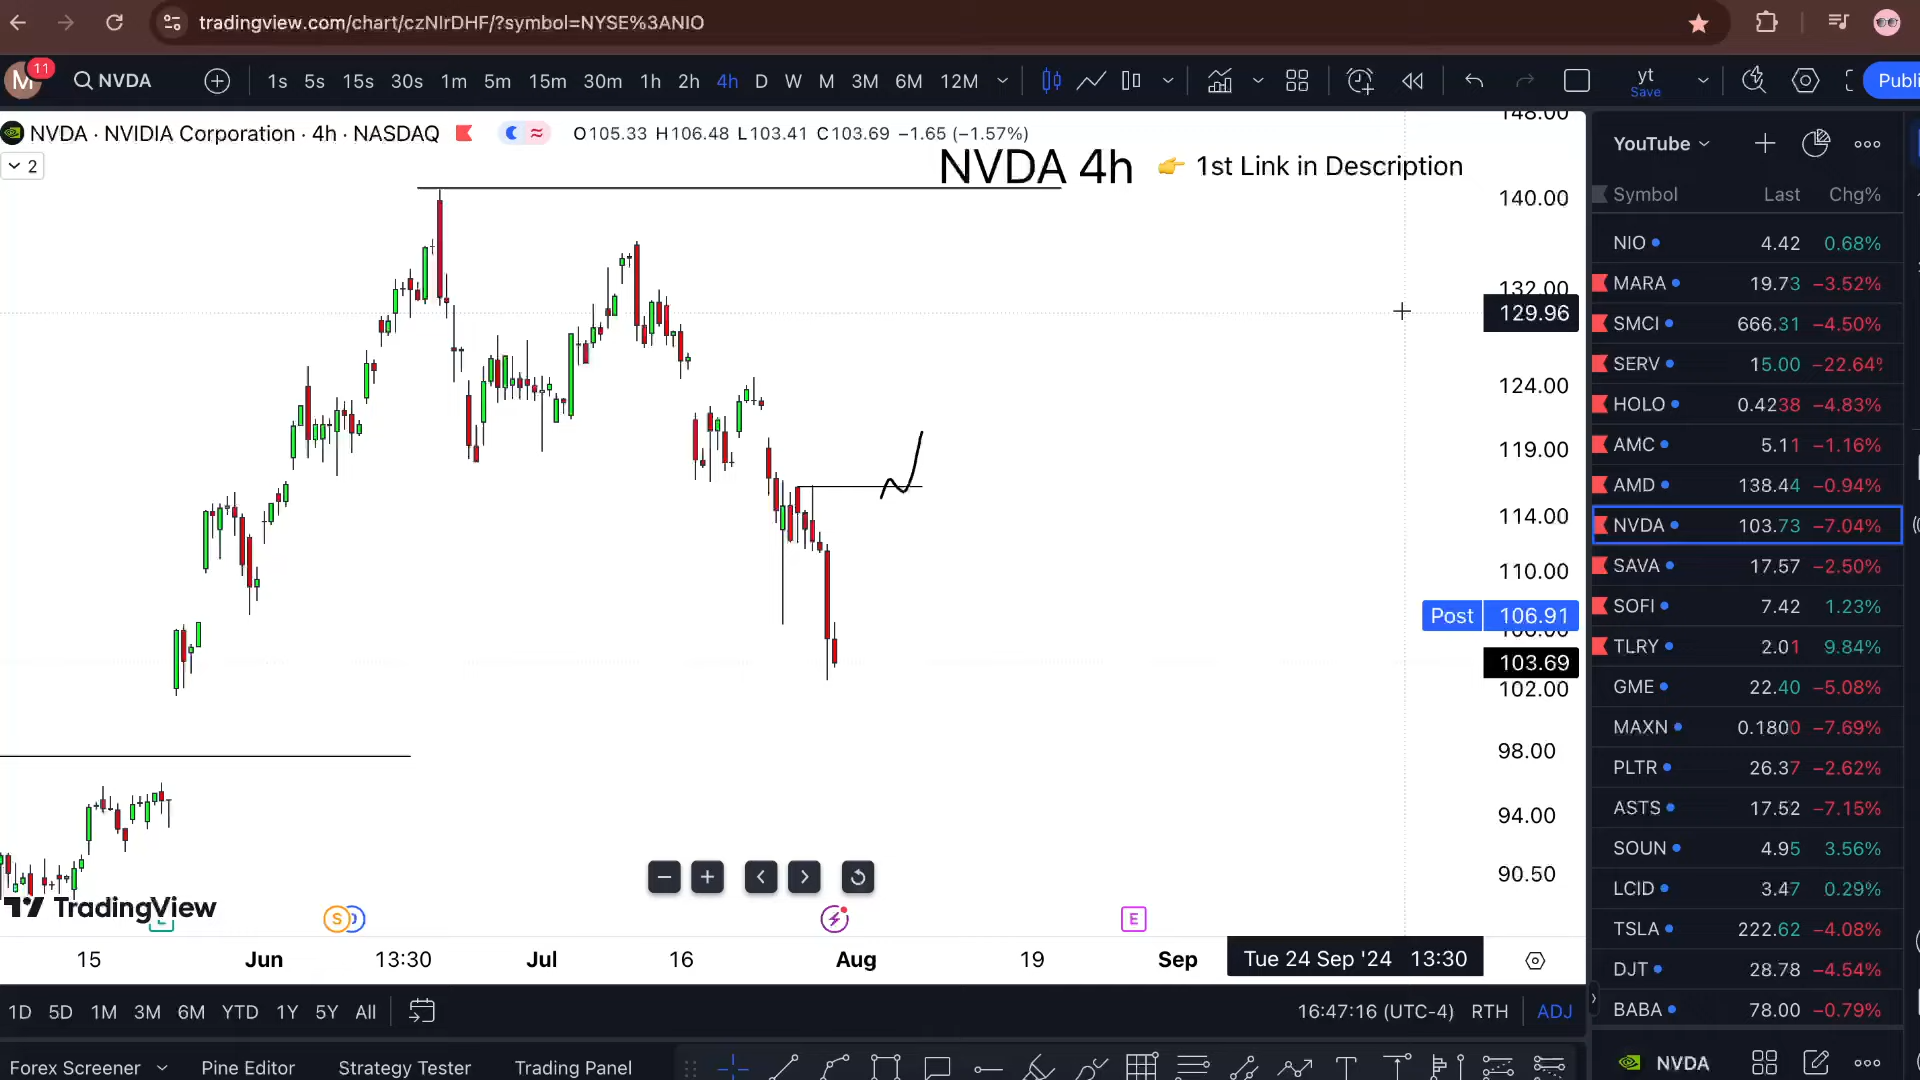 tradingview.com/chart/czNlrDHF/?symbol=NYSE%3ANIO
M 11 NVDA 1s 5s 15s 30s 1m 5m 15m 30m 1h 2h 4h D W M 3M 6M 12M yt Save Publi
NVDA · NVIDIA Corporation · 4h · NASDAQ O105.33 H106.48 L103.41 C103.69 −1.65 (−1.57%)
2
NVDA 4h 👉 1st Link in Description
148.00
140.00
132.00
129.96
124.00
119.00
114.00
110.00
Post 106.91
103.69
102.00
98.00
94.00
90.50
TradingView
S E
15 Jun 13:30 Jul 16 Aug 19 Sep Tue 24 Sep '24 13:30
1D 5D 1M 3M 6M YTD 1Y 5Y All 16:47:16 (UTC-4) RTH ADJ
Forex Screener Pine Editor Strategy Tester Trading Panel
YouTube
Symbol Last Chg%
NIO 4.42 0.68%
MARA 19.73 −3.52%
SMCI 666.31 −4.50%
SERV 15.00 −22.64%
HOLO 0.4238 −4.83%
AMC 5.11 −1.16%
AMD 138.44 −0.94%
NVDA 103.73 −7.04%
SAVA 17.57 −2.50%
SOFI 7.42 1.23%
TLRY 2.01 9.84%
GME 22.40 −5.08%
MAXN 0.1800 −7.69%
PLTR 26.37 −2.62%
ASTS 17.52 −7.15%
SOUN 4.95 3.56%
LCID 3.47 0.29%
TSLA 222.62 −4.08%
DJT 28.78 −4.54%
BABA 78.00 −0.79%
NVDA